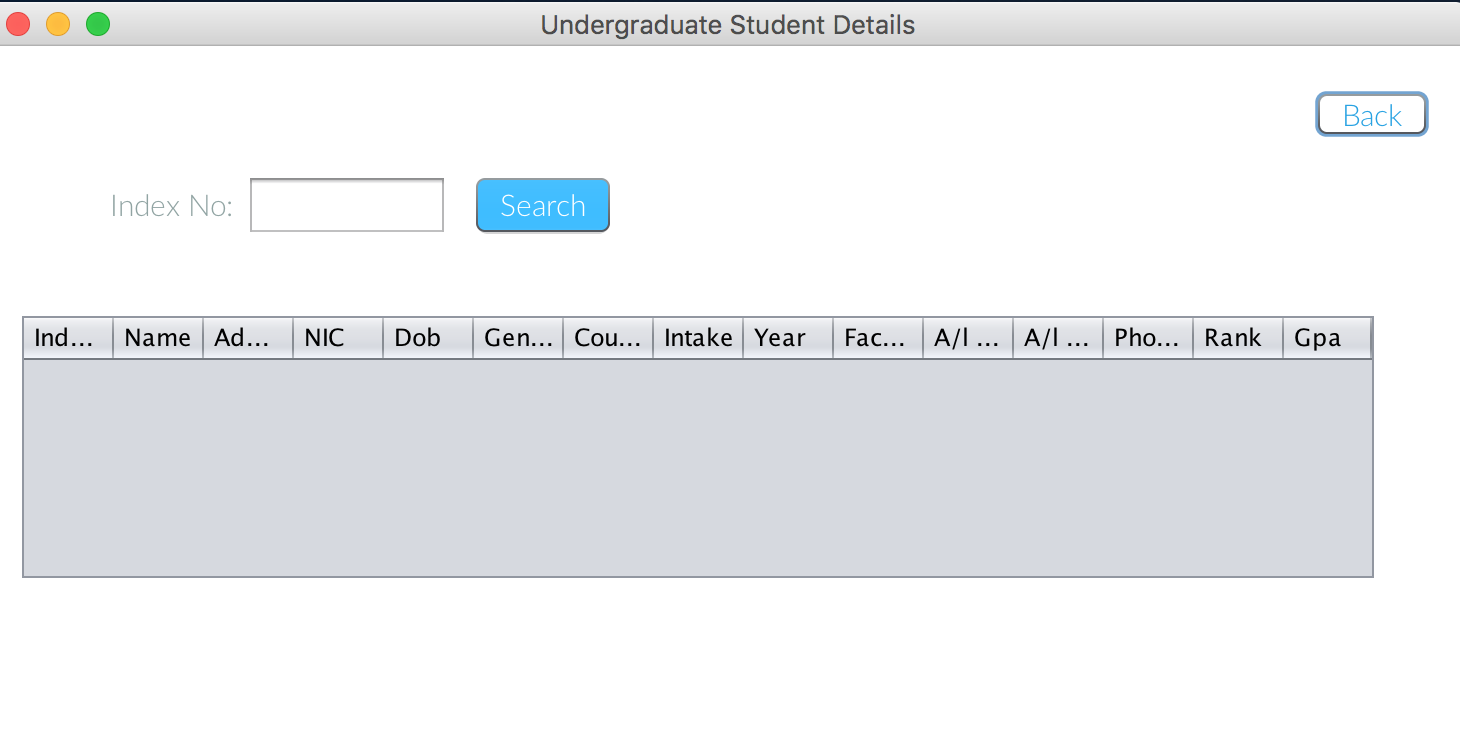 Undergraduate Student Details
Back
Index No: Search
Ind... Name Ad... NIC Dob Gen... Cou... Intake Year Fac... A/l ... A/l ... Pho... Rank Gpa